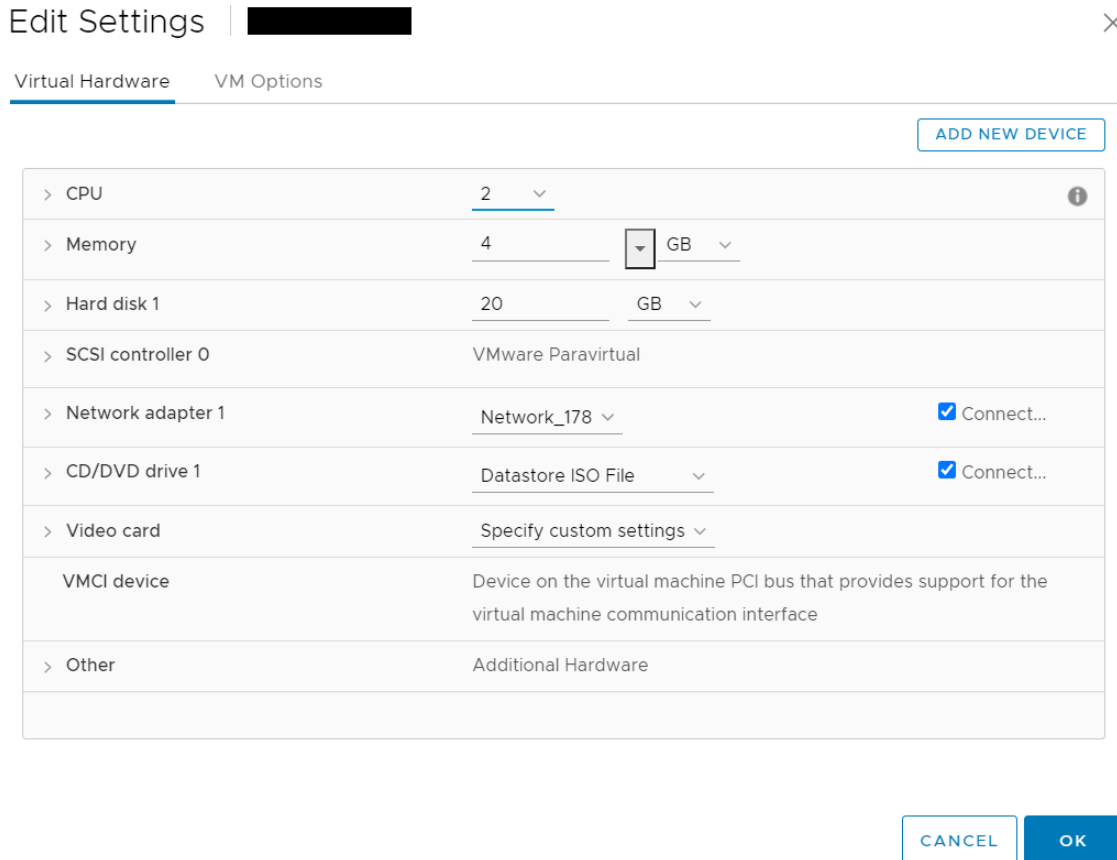 Edit Settings
Virtual Hardware VM Options
ADD NEW DEVICE
CPU 2
Memory 4 GB
Hard disk 1 20 GB
SCSI controller 0 VMware Paravirtual
Network adapter 1 Network_178 Connect...
CD/DVD drive 1 Datastore ISO File Connect...
Video card Specify custom settings
VMCI device Device on the virtual machine PCI bus that provides support for the
virtual machine communication interface
Other Additional Hardware
CANCEL OK